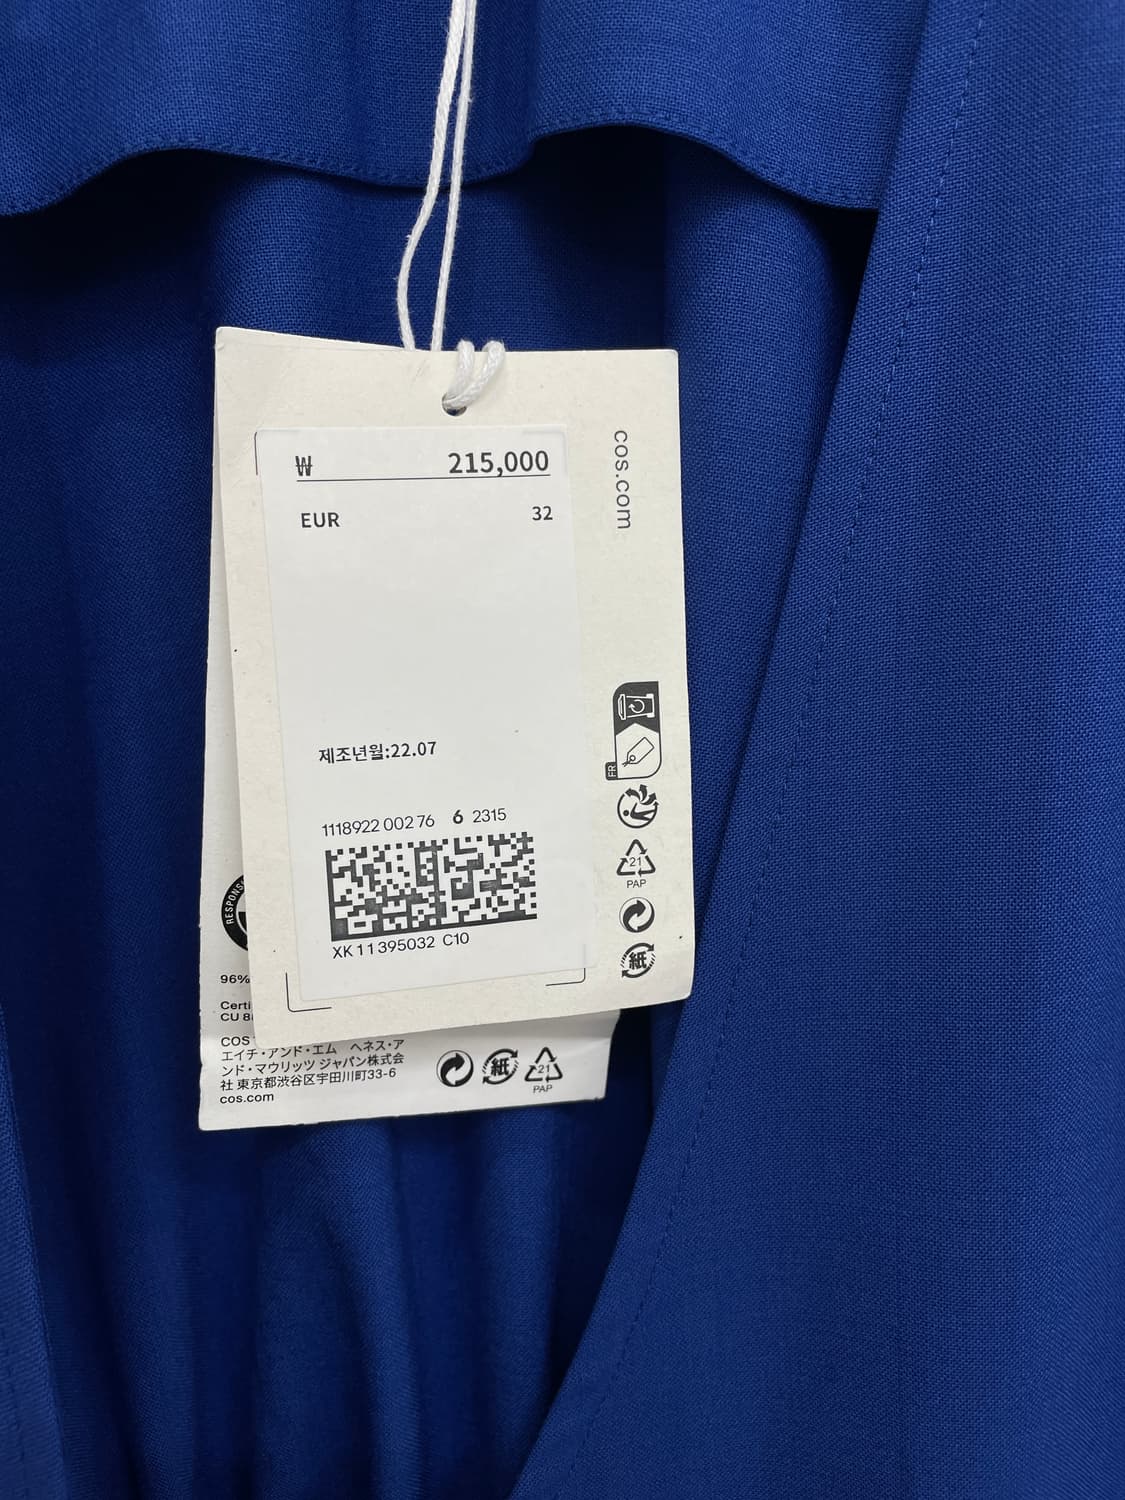 ₩ 215,000
EUR 32
제조년월:22.07
1118922 002 76 6 2315
XK 11 395032 C10
cos.com
FR
21
PAP
紙
96%
COS
エイチ・アンド・エム ヘネス・ア
ンド・マウリッツ ジャパン株式会
社 東京都渋谷区宇田川町33-6
cos.com
紙
21
PAP